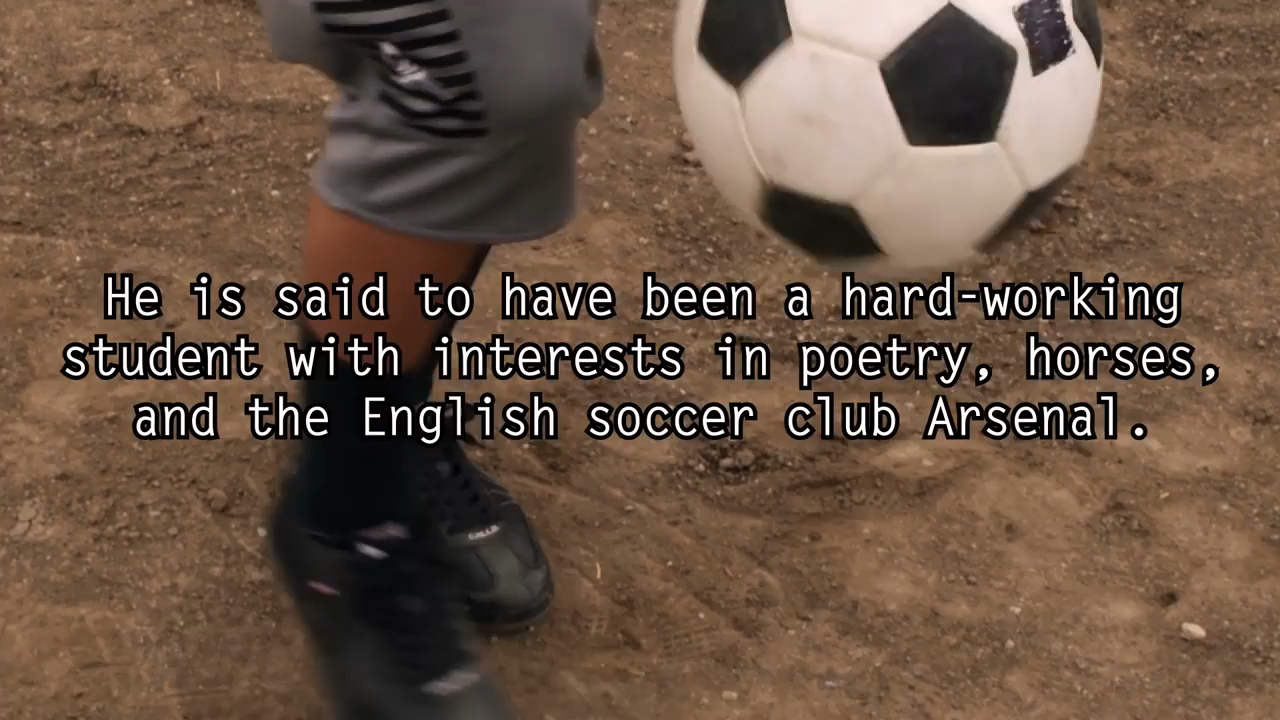 He is said to have been a hard-working
student with interests in poetry, horses,
and the English soccer club Arsenal.